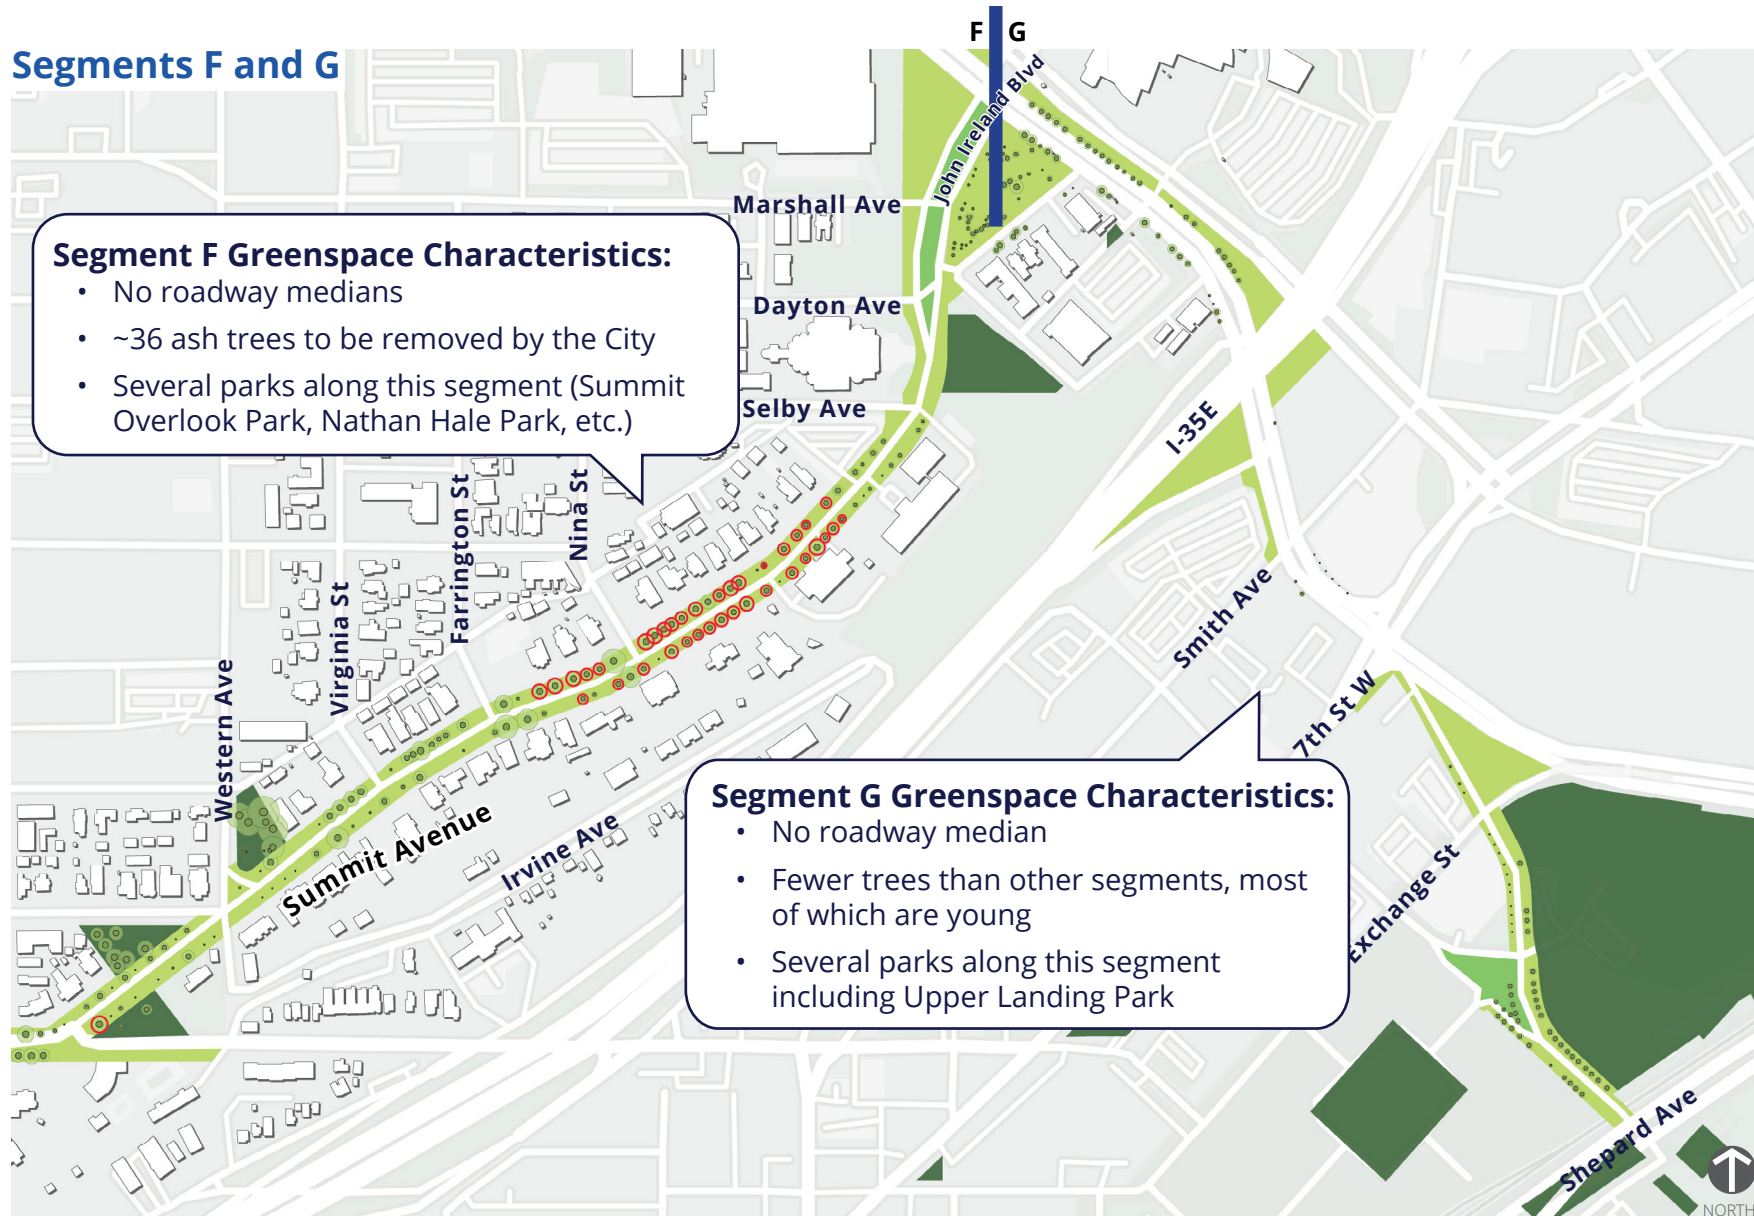 F G
Segments F and G
John Ireland Blvd
Marshall Ave
Segment F Greenspace Characteristics:
• No roadway medians
• ~36 ash trees to be removed by the City
• Several parks along this segment (Summit
Overlook Park, Nathan Hale Park, etc.)
Dayton Ave
Selby Ave
I-35E
Nina St
Farrington St
Virginia St
Western Ave
Smith Ave
7th St W
Summit Avenue
Irvine Ave
Segment G Greenspace Characteristics:
• No roadway median
• Fewer trees than other segments, most
of which are young
• Several parks along this segment
including Upper Landing Park
Exchange St
Shepard Ave
NORTH